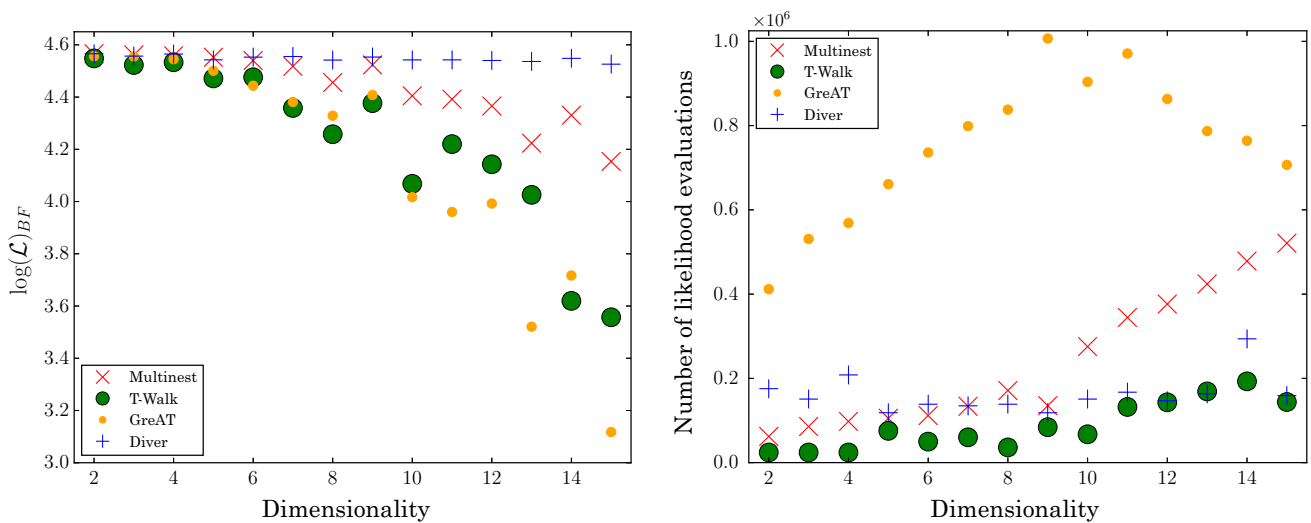 4.6
4.4
4.2
4.0
3.8
3.6
3.4
3.2
3.0
log(ℒ)BF
Multinest
T-Walk
GreAT
Diver
2 4 6 8 10 12 14
Dimensionality
×10⁶
1.0
0.8
0.6
0.4
0.2
0.0
Number of likelihood evaluations
Multinest
T-Walk
GreAT
Diver
2 4 6 8 10 12 14
Dimensionality